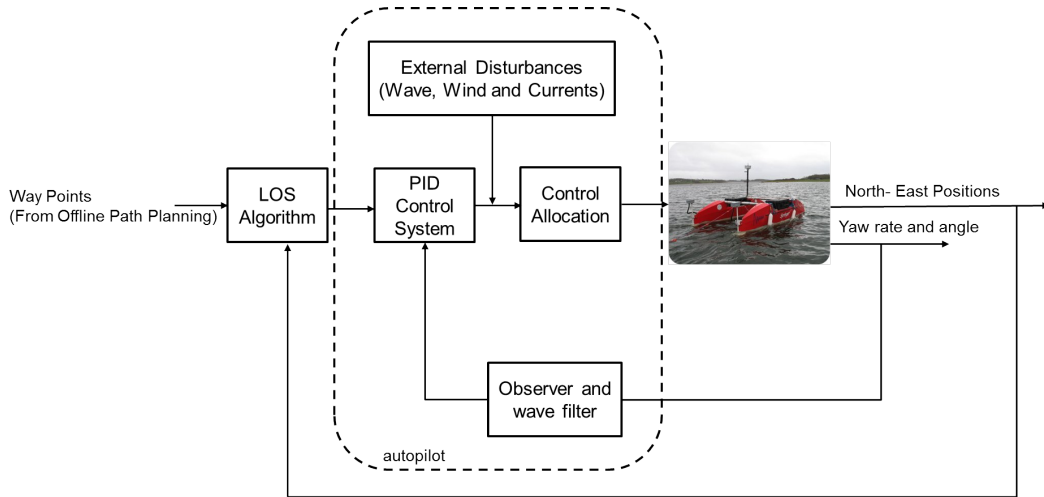 External Disturbances
(Wave, Wind and Currents)
Way Points
(From Offline Path Planning)
LOS
Algorithm
PID
Control
System
Control
Allocation
North- East Positions
Yaw rate and angle
Observer and
wave filter
autopilot